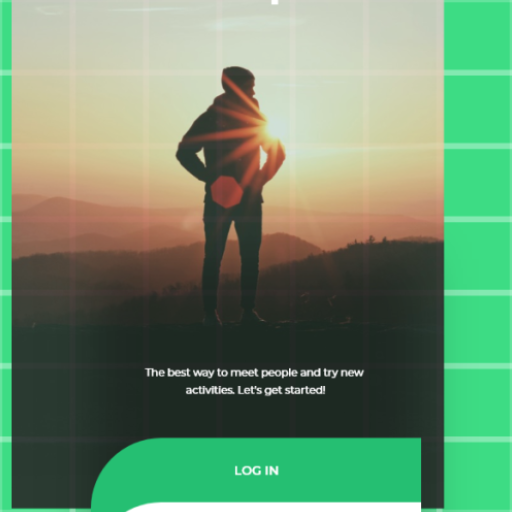 The best way to meet people and try new
activities. Let's get started!
LOG IN